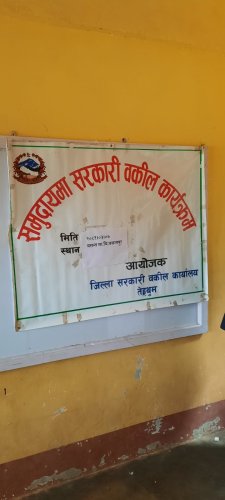 समुदायमा सरकारी वकील कार्यक्रम
मिति
स्थान
आयोजक
जिल्ला सरकारी वकील कार्यालय
तेह्रथुम